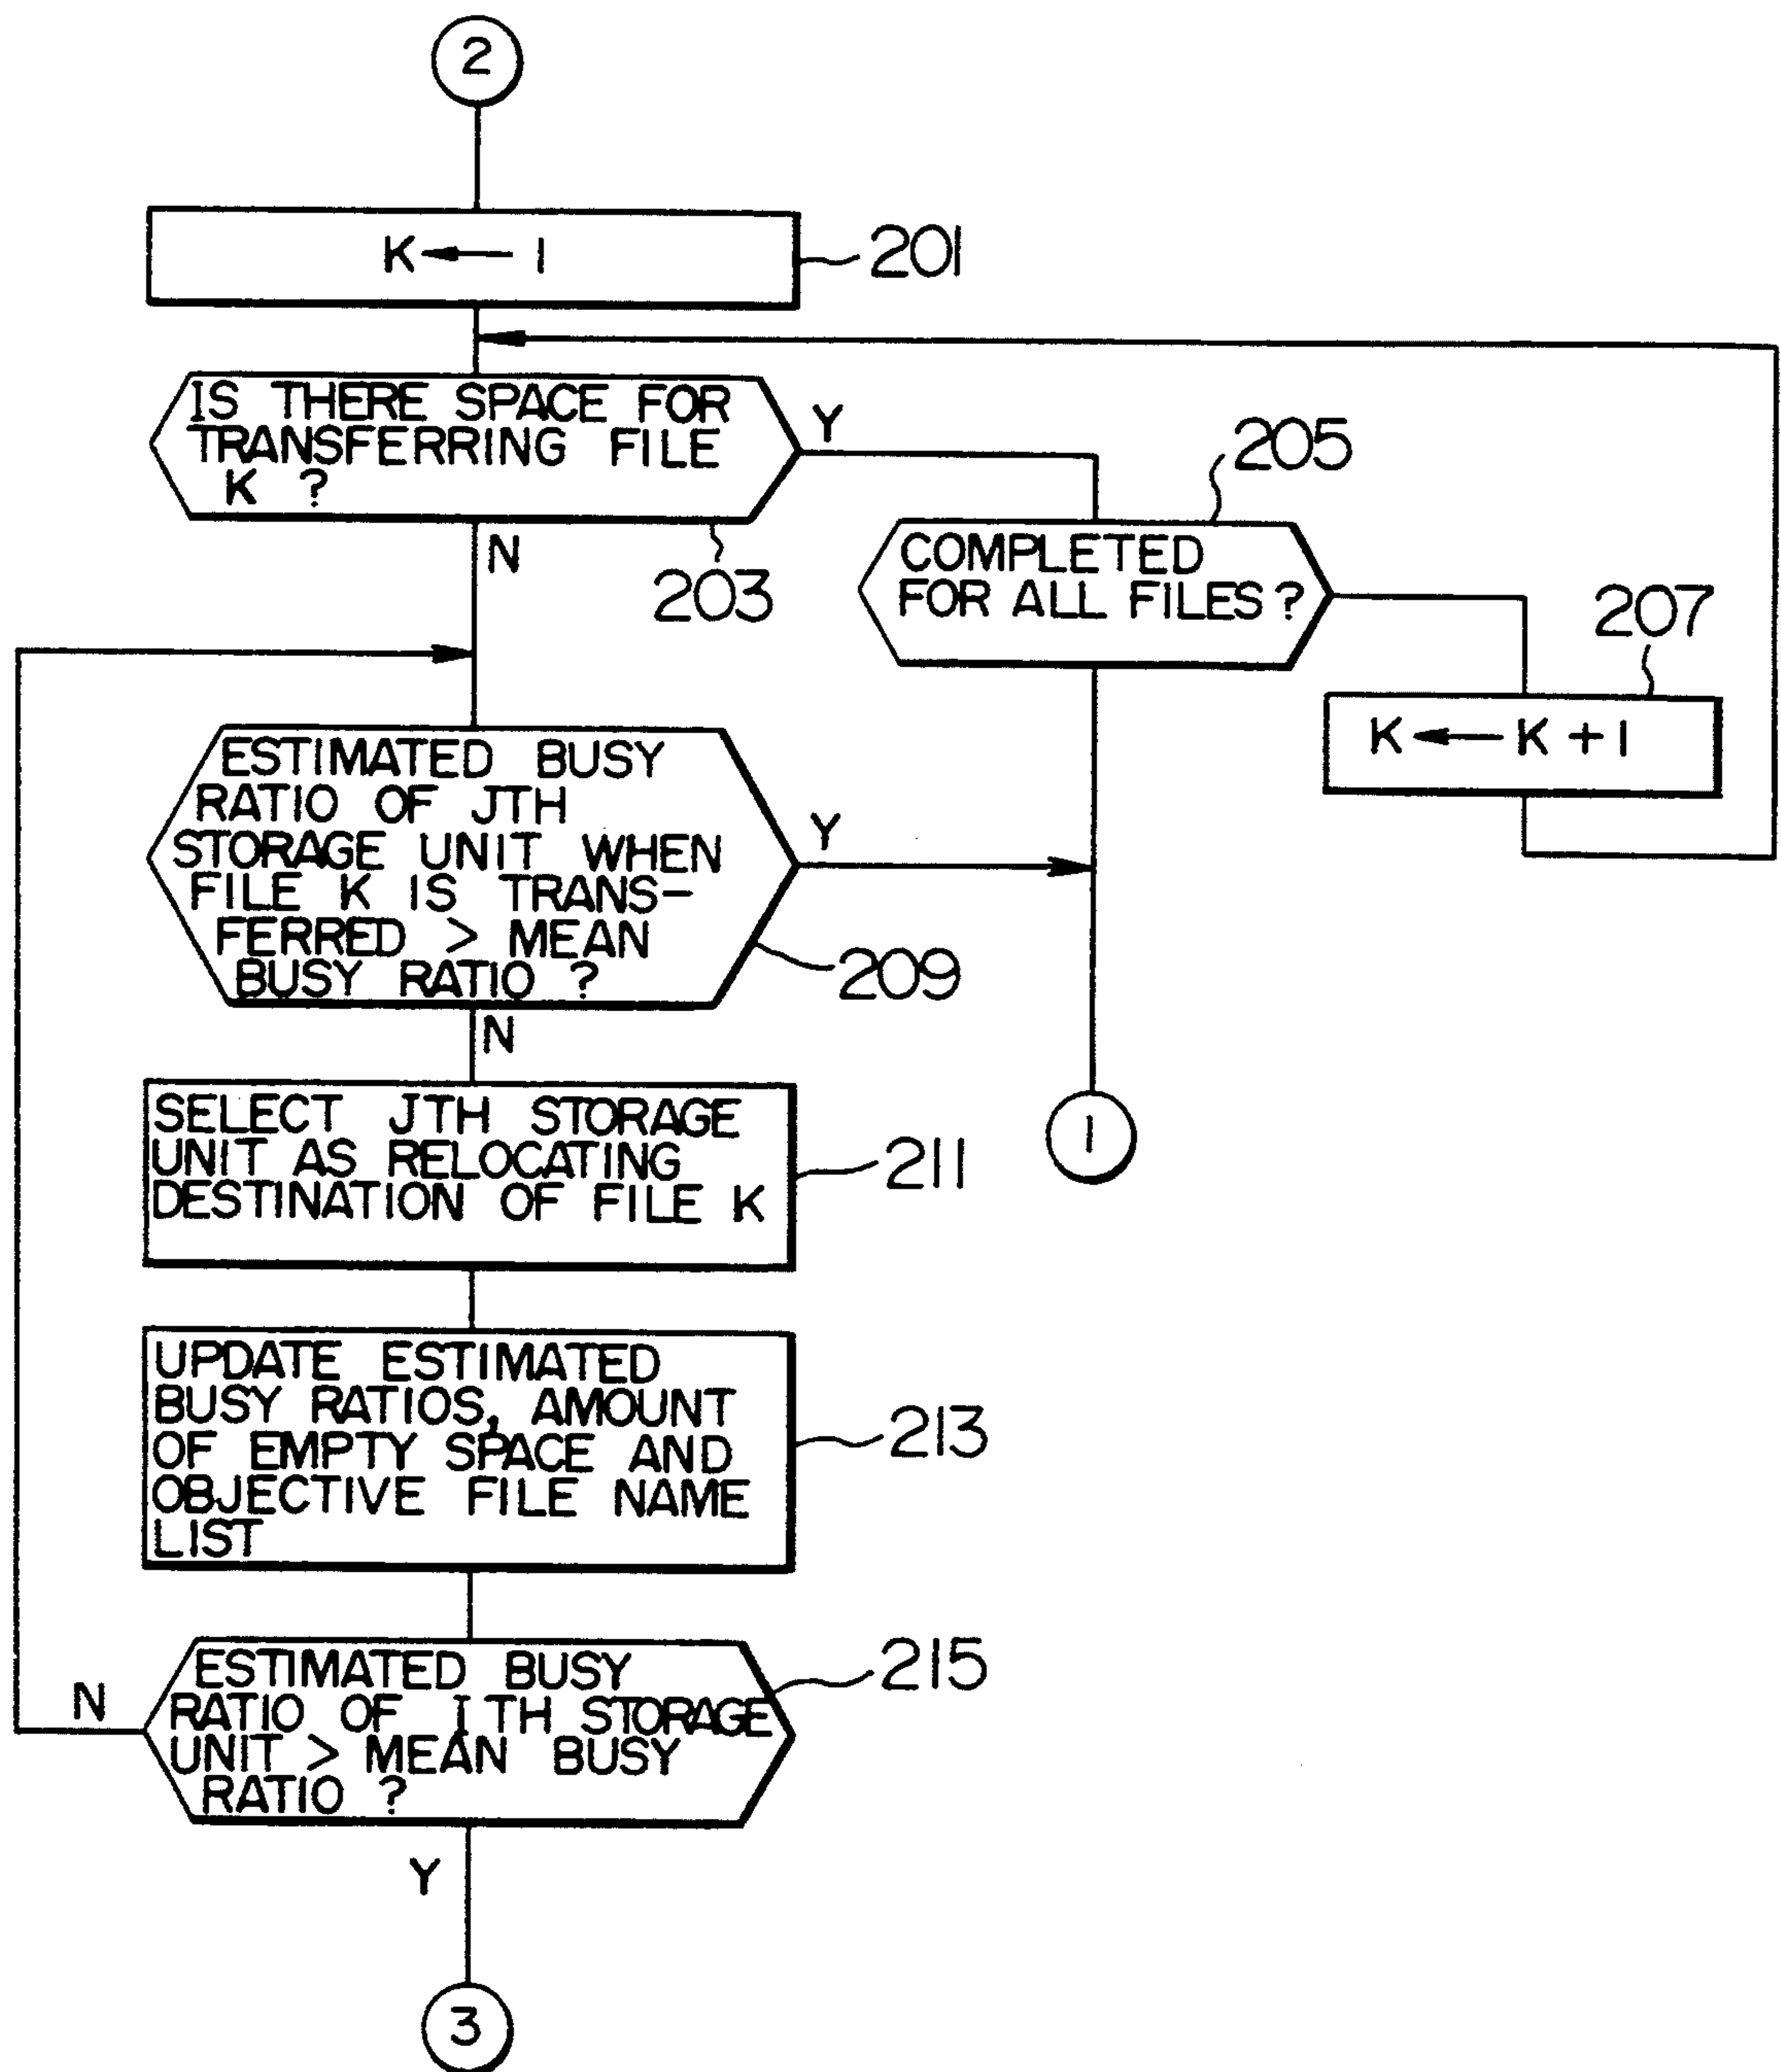 2
K ← 1
201
IS THERE SPACE FOR
TRANSFERRING FILE
K ?
Y
N
203
205
COMPLETED
FOR ALL FILES?
207
K ← K + 1
ESTIMATED BUSY
RATIO OF JTH
STORAGE UNIT WHEN
FILE K IS TRANS-
FERRED > MEAN
BUSY RATIO ?
Y
209
N
SELECT JTH STORAGE
UNIT AS RELOCATING
DESTINATION OF FILE K
211
1
UPDATE ESTIMATED
BUSY RATIOS, AMOUNT
OF EMPTY SPACE AND
OBJECTIVE FILE NAME
LIST
213
ESTIMATED BUSY
RATIO OF ITH STORAGE
UNIT > MEAN BUSY
RATIO ?
215
N
Y
3